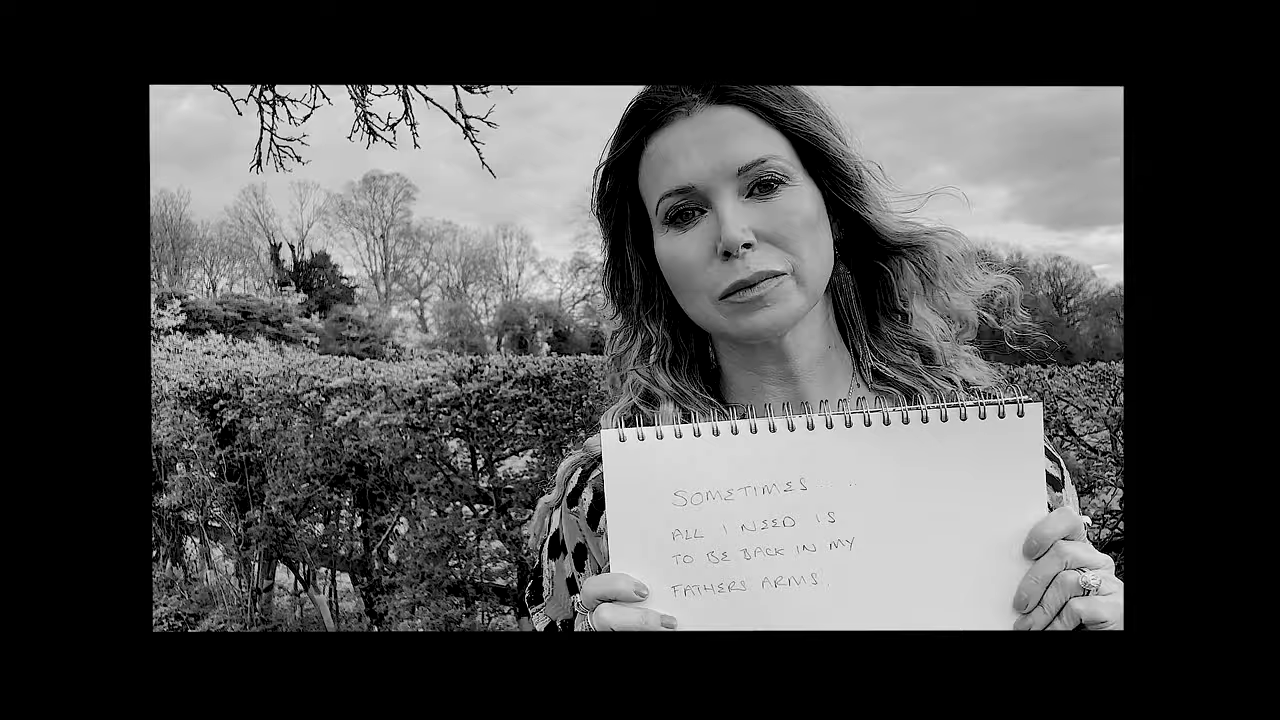 SOMETIMES.....
ALL I NEED IS
TO BE BACK IN MY
FATHERS ARMS.